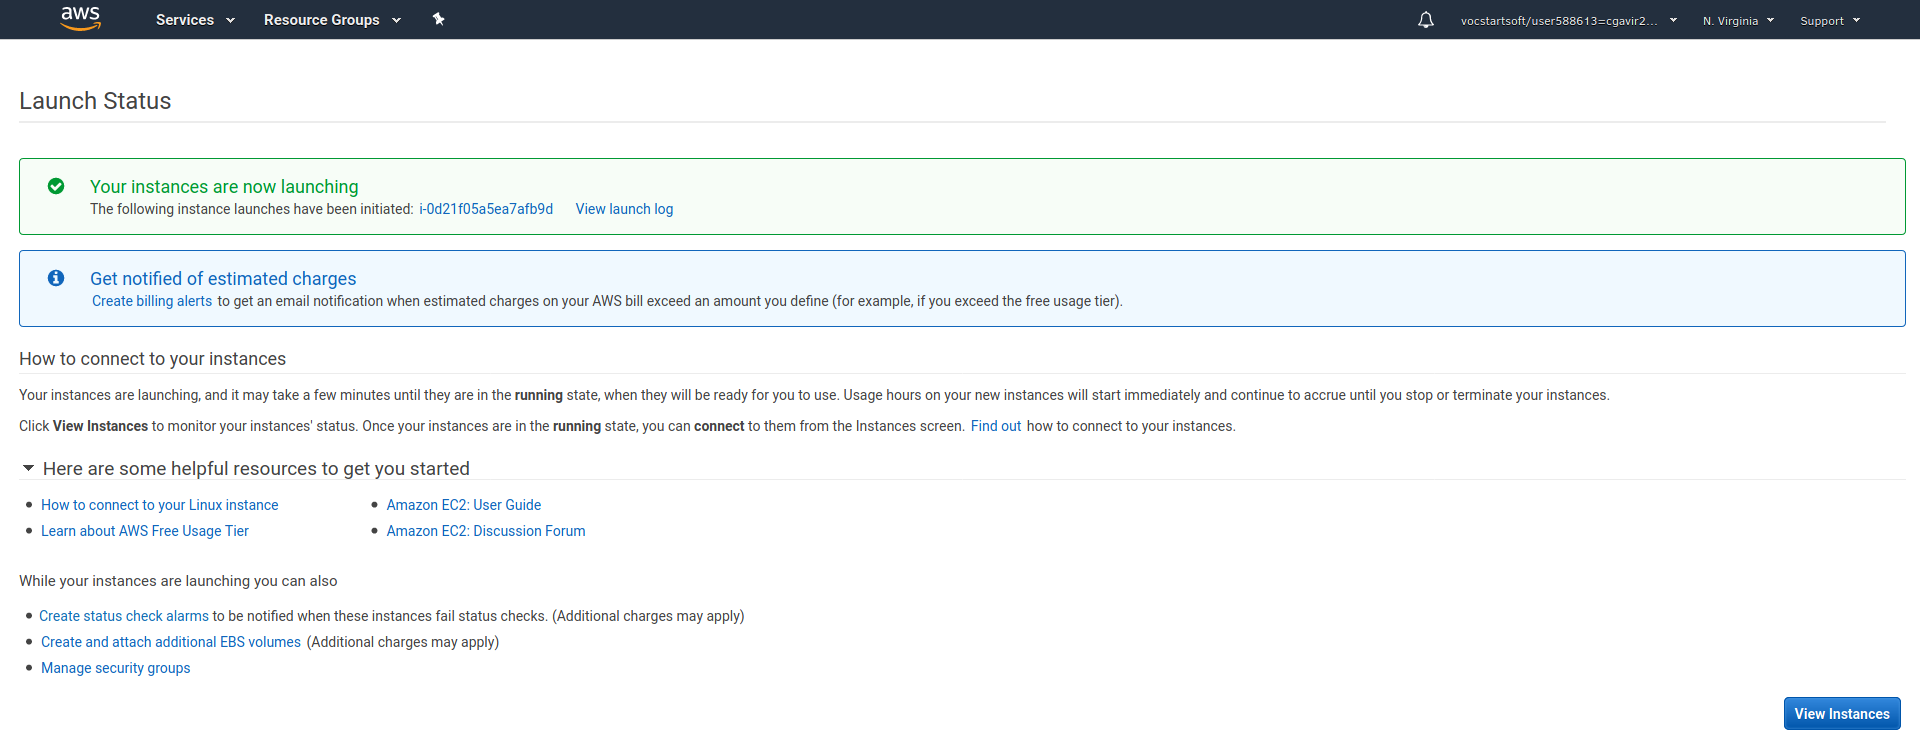 aws Services Resource Groups vocstartsoft/user588613=cgavir2... N. Virginia Support
Launch Status
Your instances are now launching
The following instance launches have been initiated: i-0d21f05a5ea7afb9d View launch log
Get notified of estimated charges
Create billing alerts to get an email notification when estimated charges on your AWS bill exceed an amount you define (for example, if you exceed the free usage tier).
How to connect to your instances
Your instances are launching, and it may take a few minutes until they are in the running state, when they will be ready for you to use. Usage hours on your new instances will start immediately and continue to accrue until you stop or terminate your instances.
Click View Instances to monitor your instances' status. Once your instances are in the running state, you can connect to them from the Instances screen. Find out how to connect to your instances.
Here are some helpful resources to get you started
• How to connect to your Linux instance • Amazon EC2: User Guide
• Learn about AWS Free Usage Tier • Amazon EC2: Discussion Forum
While your instances are launching you can also
• Create status check alarms to be notified when these instances fail status checks. (Additional charges may apply)
• Create and attach additional EBS volumes (Additional charges may apply)
• Manage security groups
View Instances